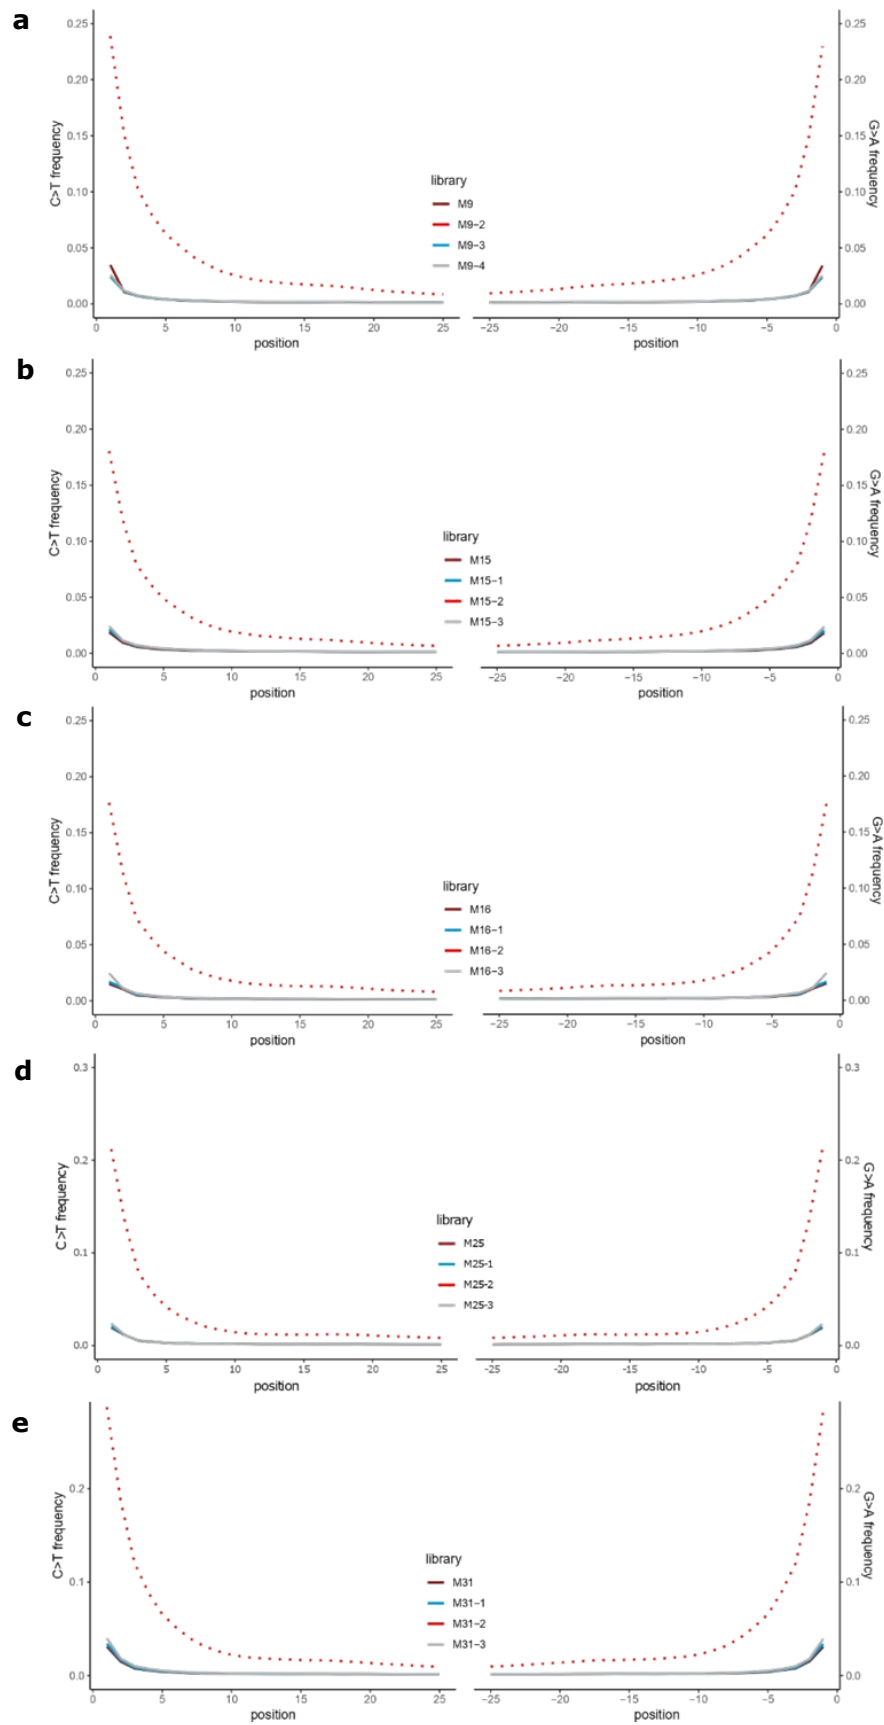 a
0.25
0.20
0.15
0.10
0.05
0.00
C>T frequency
0
5
10
15
20
25
position
library
M9
M9−2
M9−3
M9−4
−25
−20
−15
−10
−5
0
position
0.25
0.20
0.15
0.10
0.05
0.00
G>A frequency
b
0.25
0.20
0.15
0.10
0.05
0.00
C>T frequency
0
5
10
15
20
25
position
library
M15
M15−1
M15−2
M15−3
−25
−20
−15
−10
−5
0
position
0.25
0.20
0.15
0.10
0.05
0.00
G>A frequency
c
0.25
0.20
0.15
0.10
0.05
0.00
C>T frequency
0
5
10
15
20
25
position
library
M16
M16−1
M16−2
M16−3
−25
−20
−15
−10
−5
0
position
0.25
0.20
0.15
0.10
0.05
0.00
G>A frequency
d
0.3
0.2
0.1
0.0
C>T frequency
0
5
10
15
20
25
position
library
M25
M25-1
M25-2
M25-3
-25
-20
-15
-10
-5
0
position
0.3
0.2
0.1
0.0
G>A frequency
e
0.2
0.1
0.0
C>T frequency
0
5
10
15
20
25
position
library
M31
M31−1
M31−2
M31−3
−25
−20
−15
−10
−5
0
position
0.2
0.1
0.0
G>A frequency